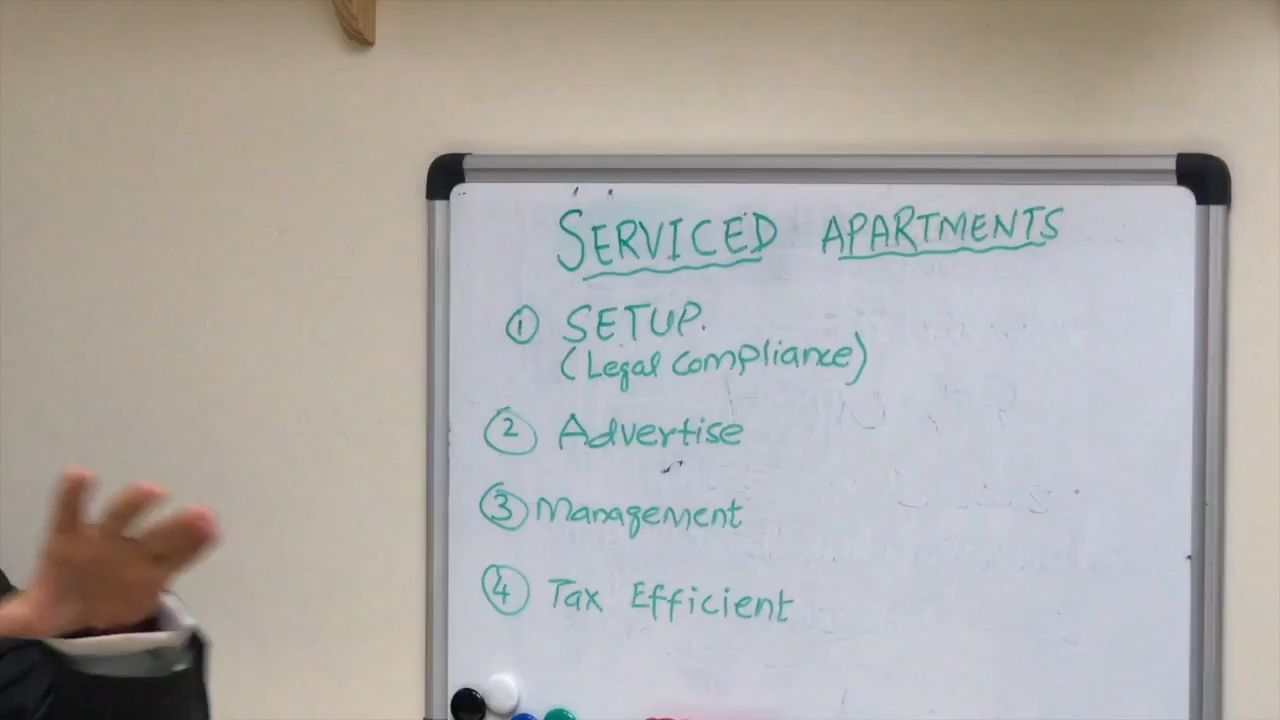 SERVICED APARTMENTS
① SETUP.
(Legal Compliance)
② Advertise
③ Management
④ Tax Efficient